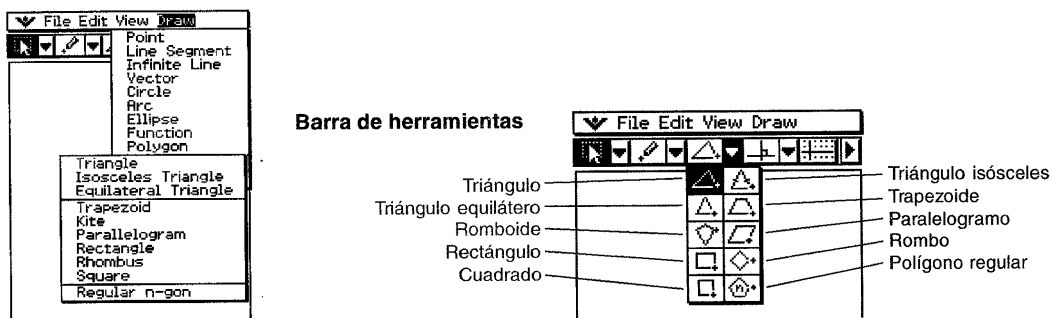 File Edit View Draw
Point
Line Segment
Infinite Line
Vector
Circle
Arc
Ellipse
Function
Polygon
Triangle
Isosceles Triangle
Equilateral Triangle
Trapezoid
Kite
Parallelogram
Rectangle
Rhombus
Square
Regular n-gon
Barra de herramientas
File Edit View Draw
Triángulo
Triángulo equilátero
Romboide
Rectángulo
Cuadrado
Triángulo isósceles
Trapezoide
Paralelogramo
Rombo
Polígono regular
n